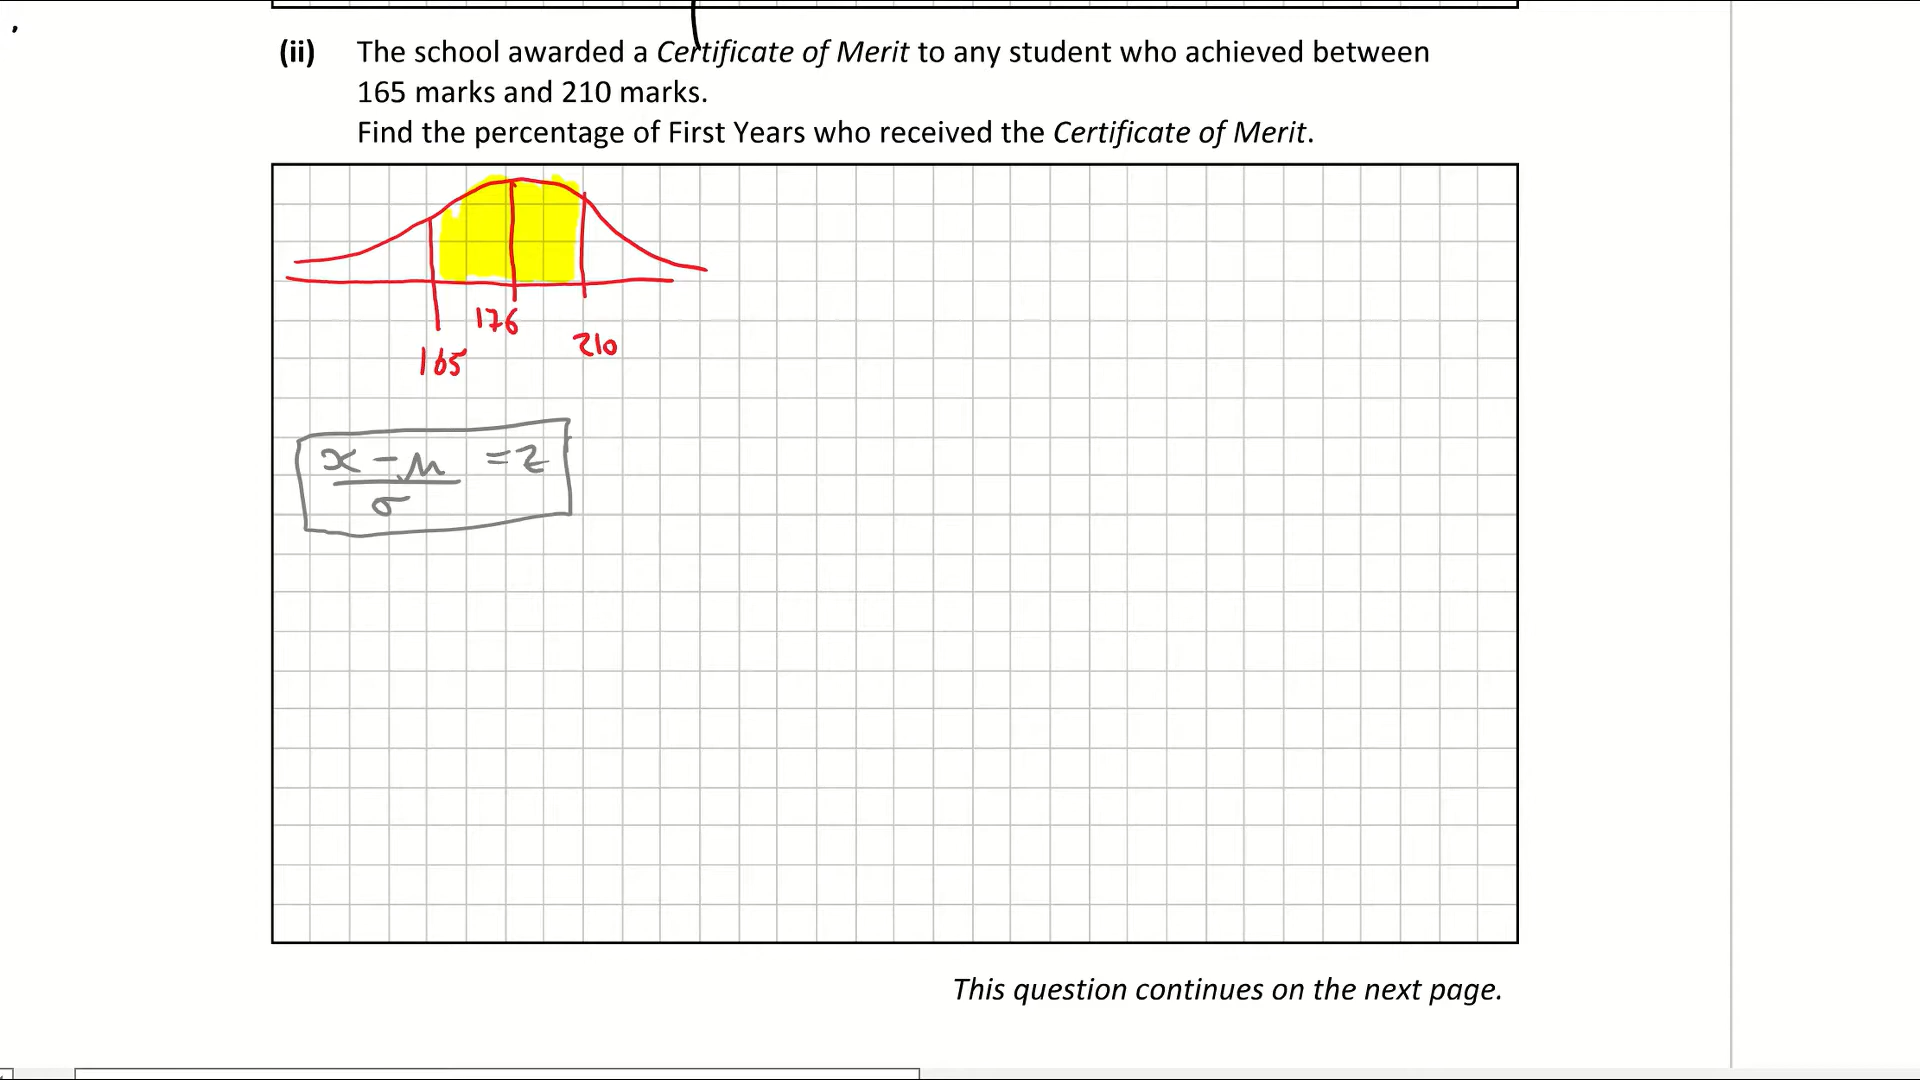 (ii) The school awarded a Certificate of Merit to any student who achieved between
165 marks and 210 marks.
Find the percentage of First Years who received the Certificate of Merit.
176
210
165
x - μ = z
σ
This question continues on the next page.